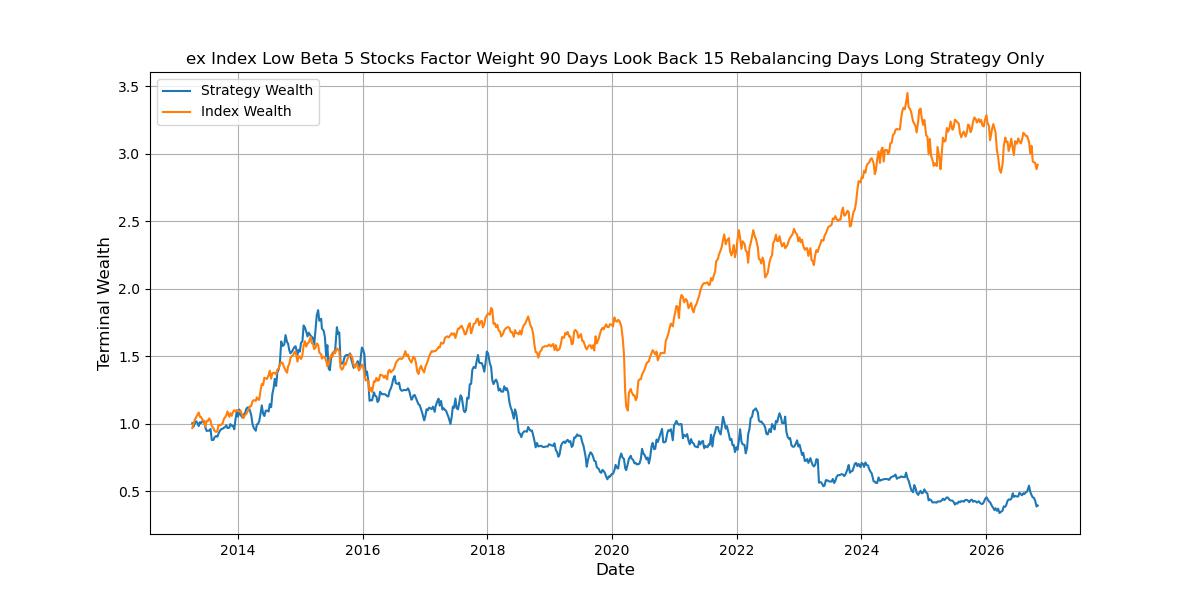 ex Index Low Beta 5 Stocks Factor Weight 90 Days Look Back 15 Rebalancing Days Long Strategy Only
Strategy Wealth
Index Wealth
Terminal Wealth
3.5
3.0
2.5
2.0
1.5
1.0
0.5
2014 2016 2018 2020 2022 2024 2026
Date